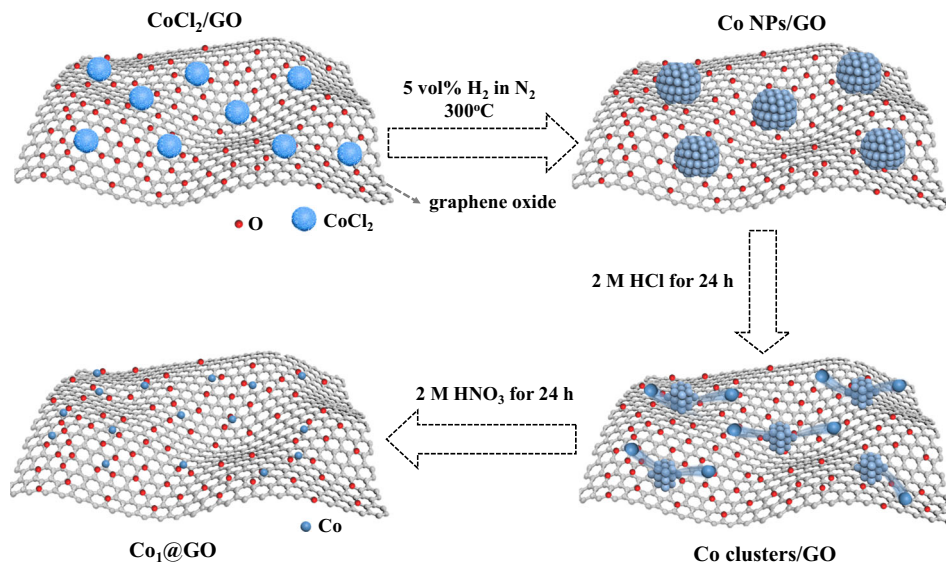 CoCl₂/GO
Co NPs/GO
5 vol% H₂ in N₂
300ºC
graphene oxide
O
CoCl₂
2 M HCl for 24 h
2 M HNO₃ for 24 h
Co
Co₁@GO
Co clusters/GO